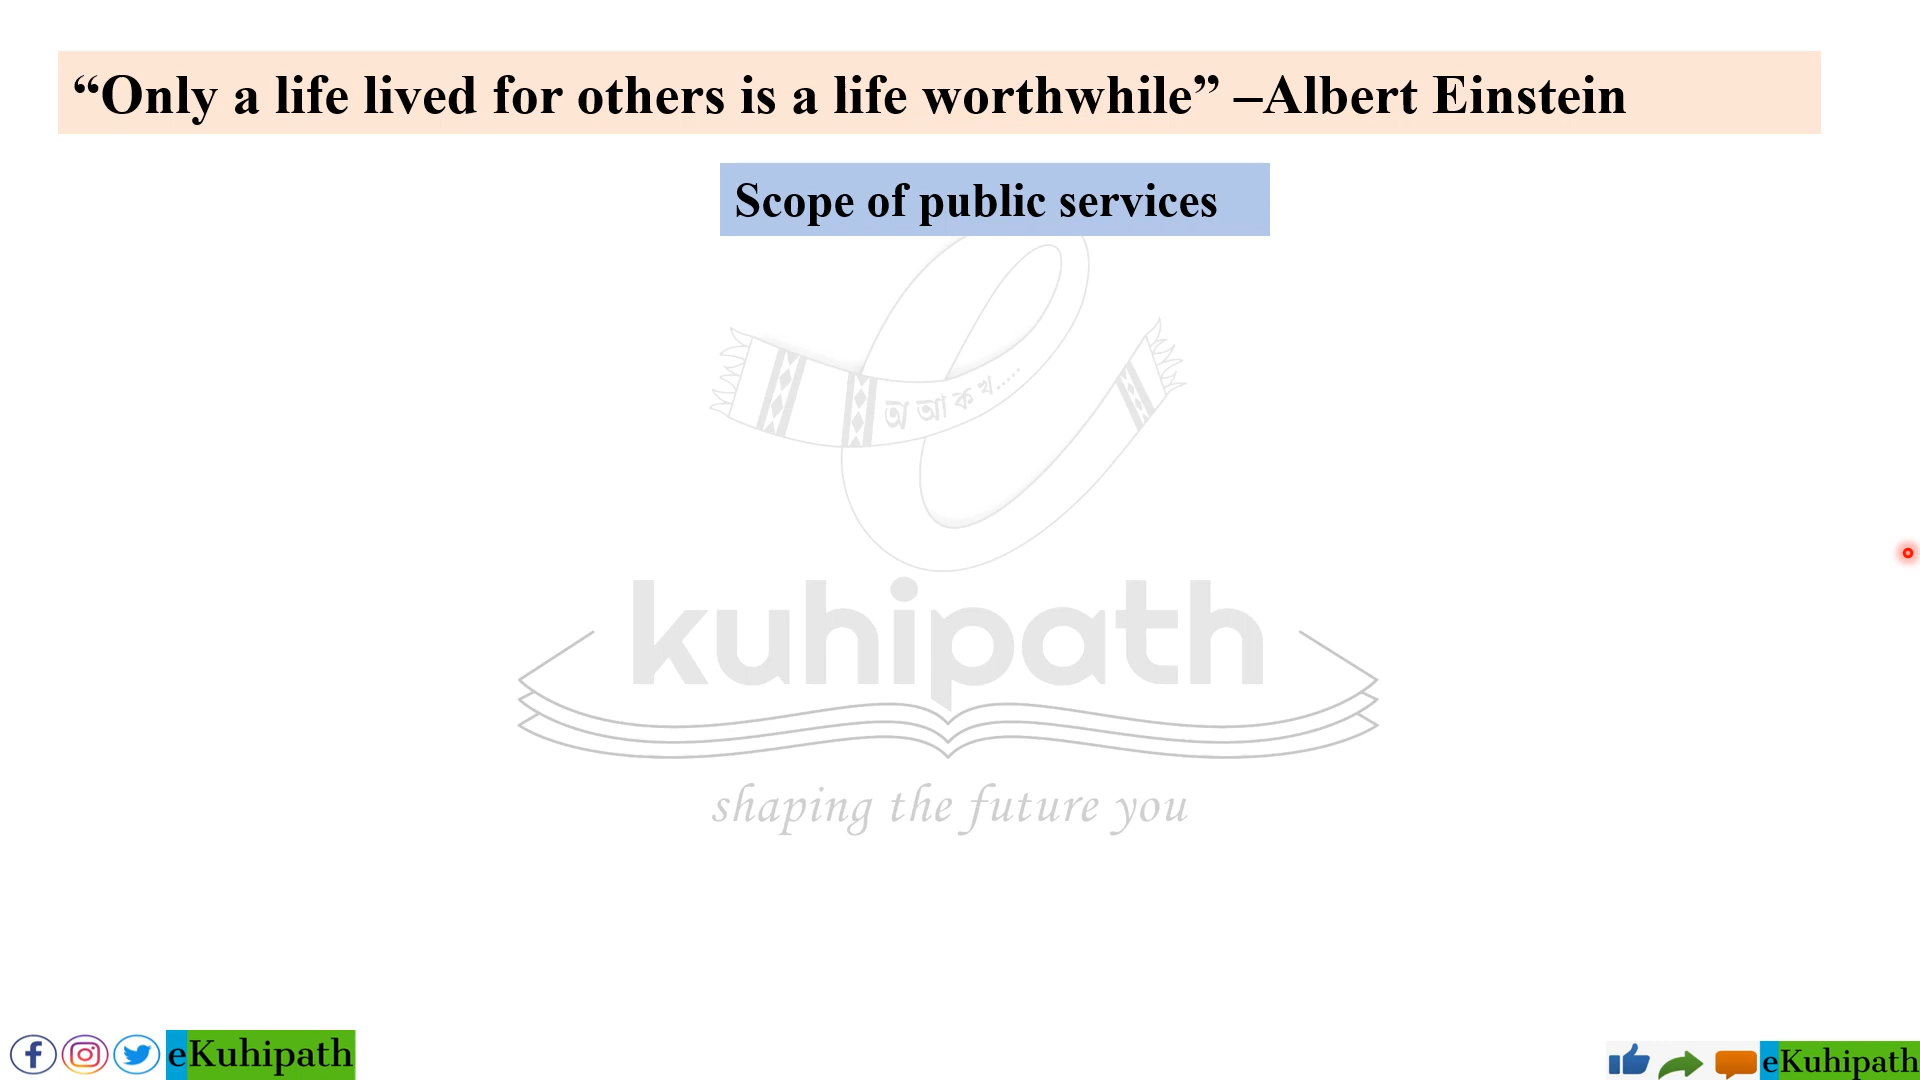 “Only a life lived for others is a life worthwhile” –Albert Einstein
Scope of public services
অ আ ক খ.....
kuhipath
shaping the future you
eKuhipath
eKuhipath